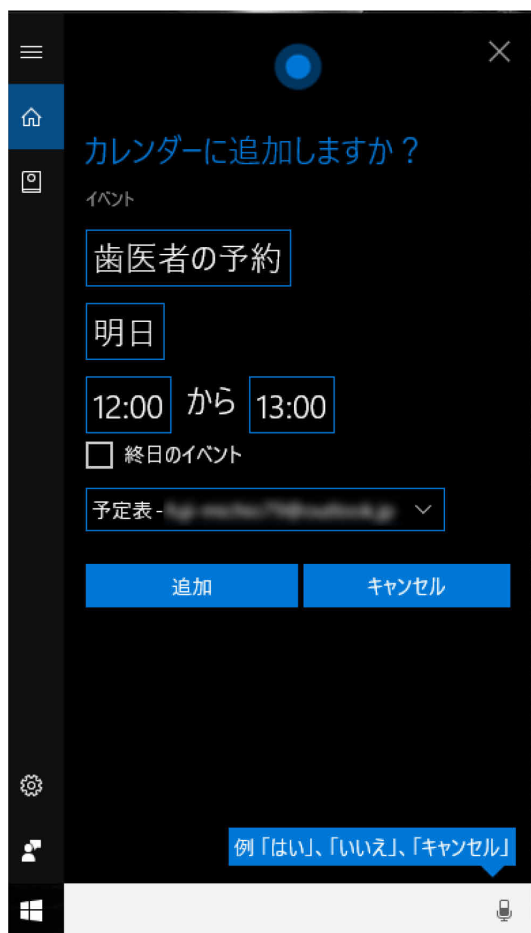 カレンダーに追加しますか？
イベント
歯医者の予約
明日
12:00 から 13:00
終日のイベント
予定表 -
追加 キャンセル
例「はい」、「いいえ」、「キャンセル」